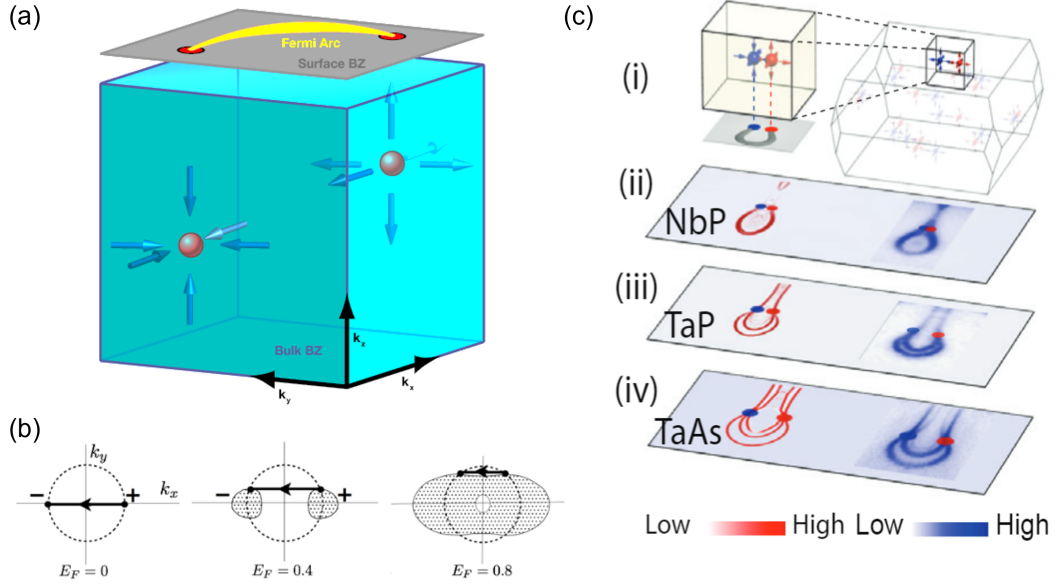 (a)
Fermi Arc
Surface BZ
Bulk BZ
k_z
k_y
k_x
(b)
k_y
− + k_x
E_F = 0
− +
E_F = 0.4
E_F = 0.8
(c)
(i)
(ii)
NbP
(iii)
TaP
(iv)
TaAs
Low High Low High